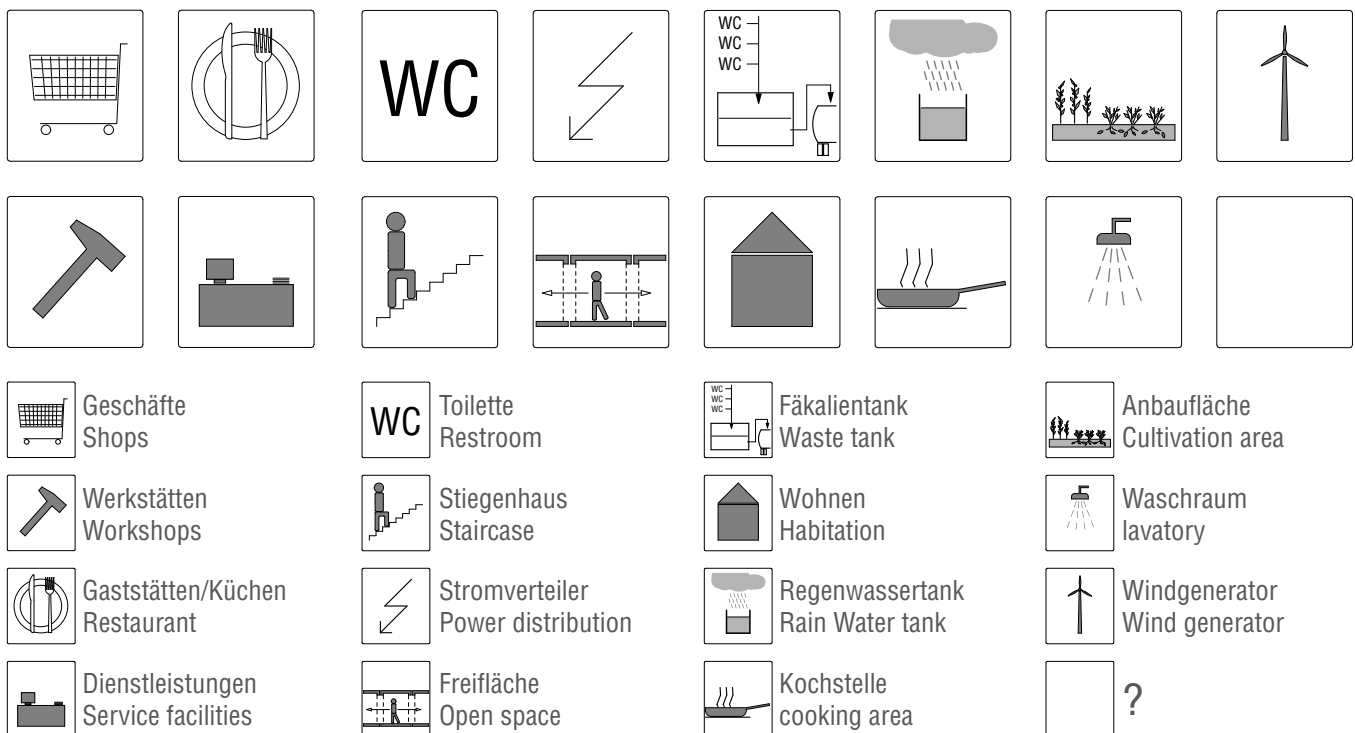 WC
WC
WC
WC
Geschäfte
Shops
WC
Toilette
Restroom
WC
WC
WC
Fäkalientank
Waste tank
Anbaufläche
Cultivation area
Werkstätten
Workshops
Stiegenhaus
Staircase
Wohnen
Habitation
Waschraum
lavatory
Gaststätten/Küchen
Restaurant
Stromverteiler
Power distribution
Regenwassertank
Rain Water tank
Windgenerator
Wind generator
Dienstleistungen
Service facilities
Freifläche
Open space
Kochstelle
cooking area
?